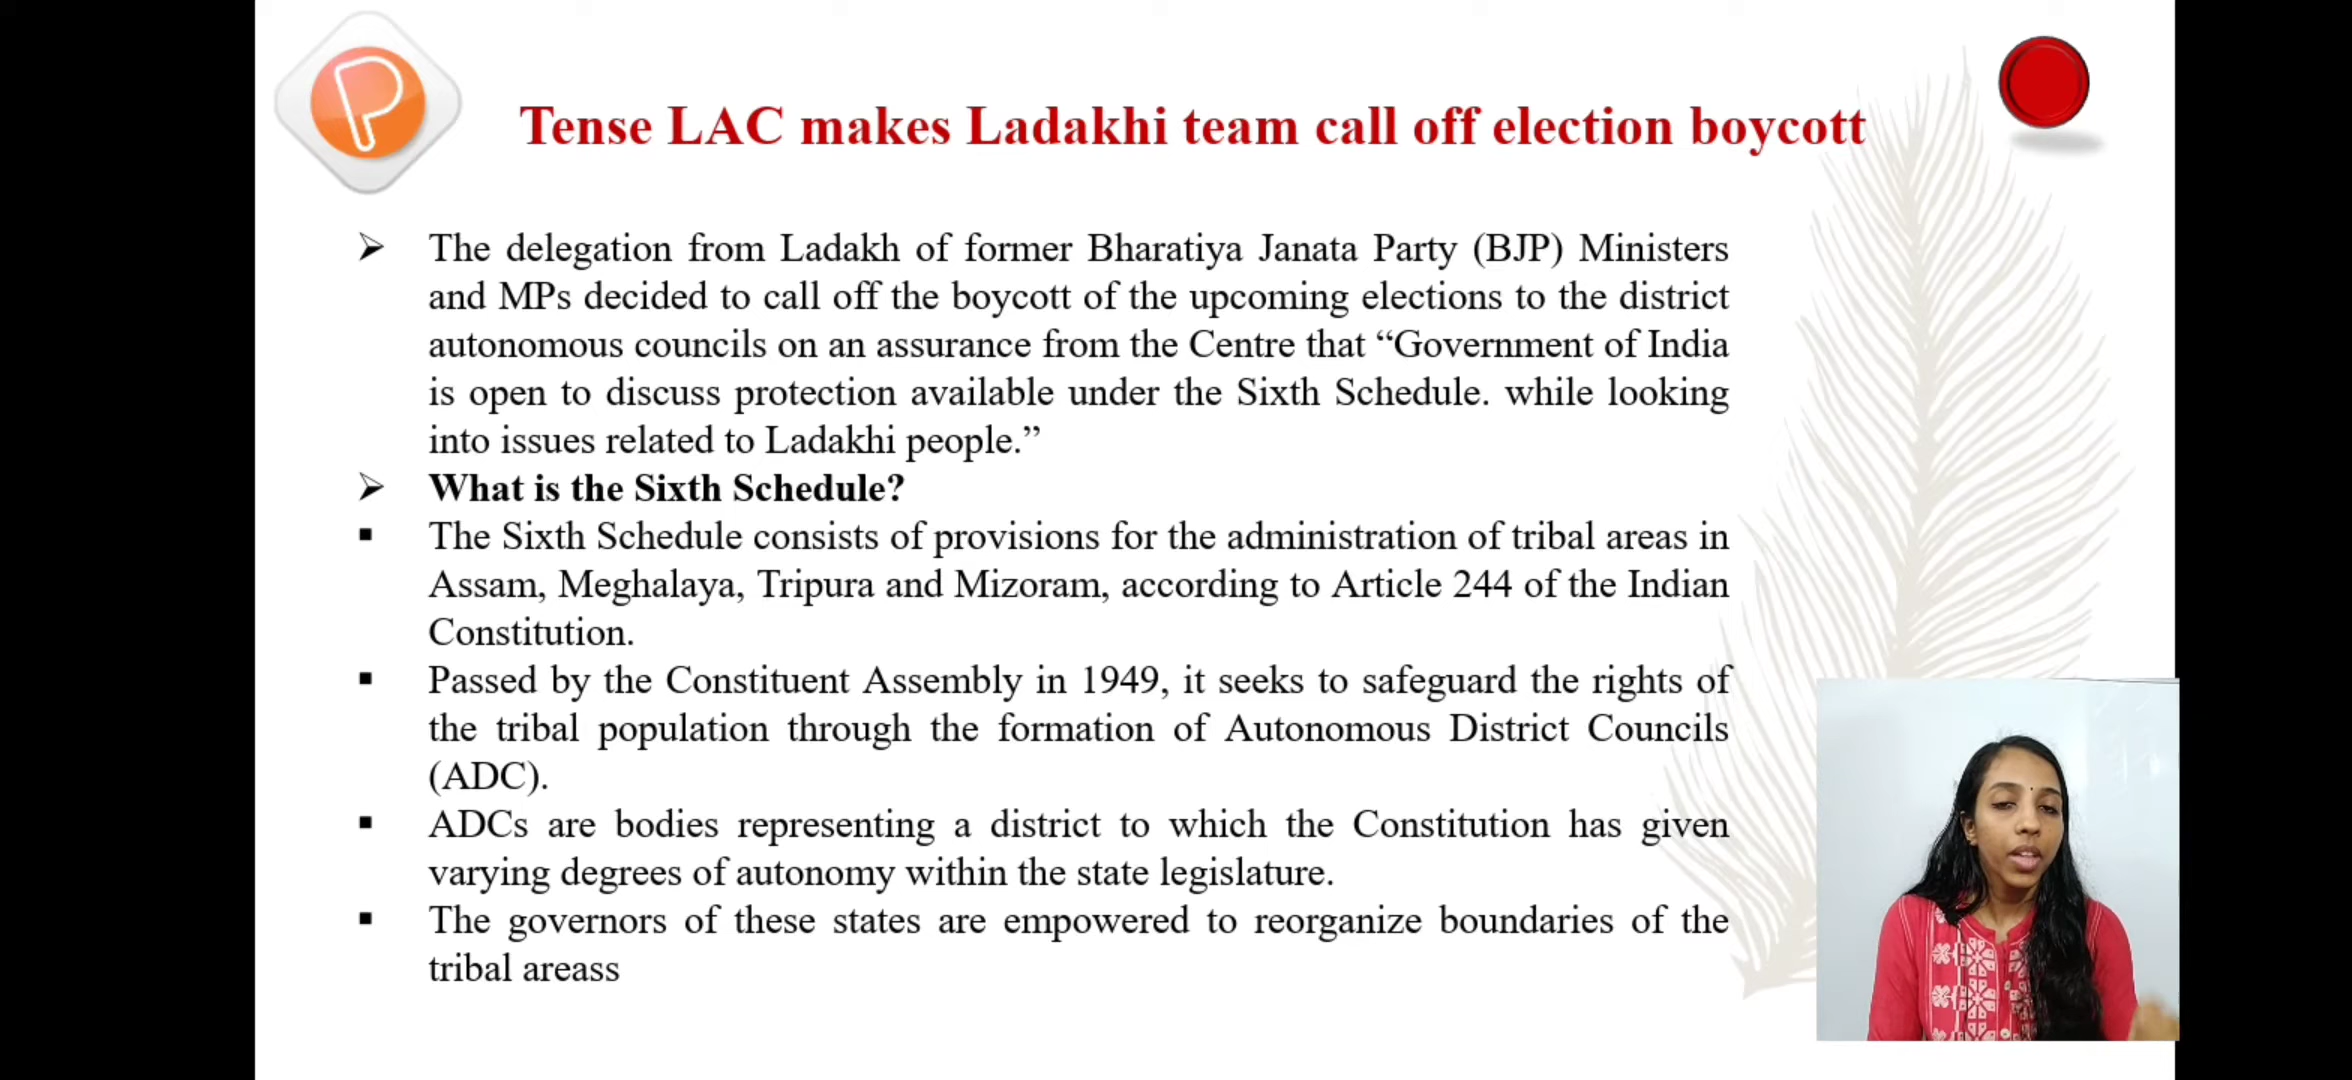 Tense LAC makes Ladakhi team call off election boycott
➢ The delegation from Ladakh of former Bharatiya Janata Party (BJP) Ministers
and MPs decided to call off the boycott of the upcoming elections to the district
autonomous councils on an assurance from the Centre that “Government of India
is open to discuss protection available under the Sixth Schedule. while looking
into issues related to Ladakhi people.”
➢ What is the Sixth Schedule?
▪ The Sixth Schedule consists of provisions for the administration of tribal areas in
Assam, Meghalaya, Tripura and Mizoram, according to Article 244 of the Indian
Constitution.
▪ Passed by the Constituent Assembly in 1949, it seeks to safeguard the rights of
the tribal population through the formation of Autonomous District Councils
(ADC).
▪ ADCs are bodies representing a district to which the Constitution has given
varying degrees of autonomy within the state legislature.
▪ The governors of these states are empowered to reorganize boundaries of the
tribal areass